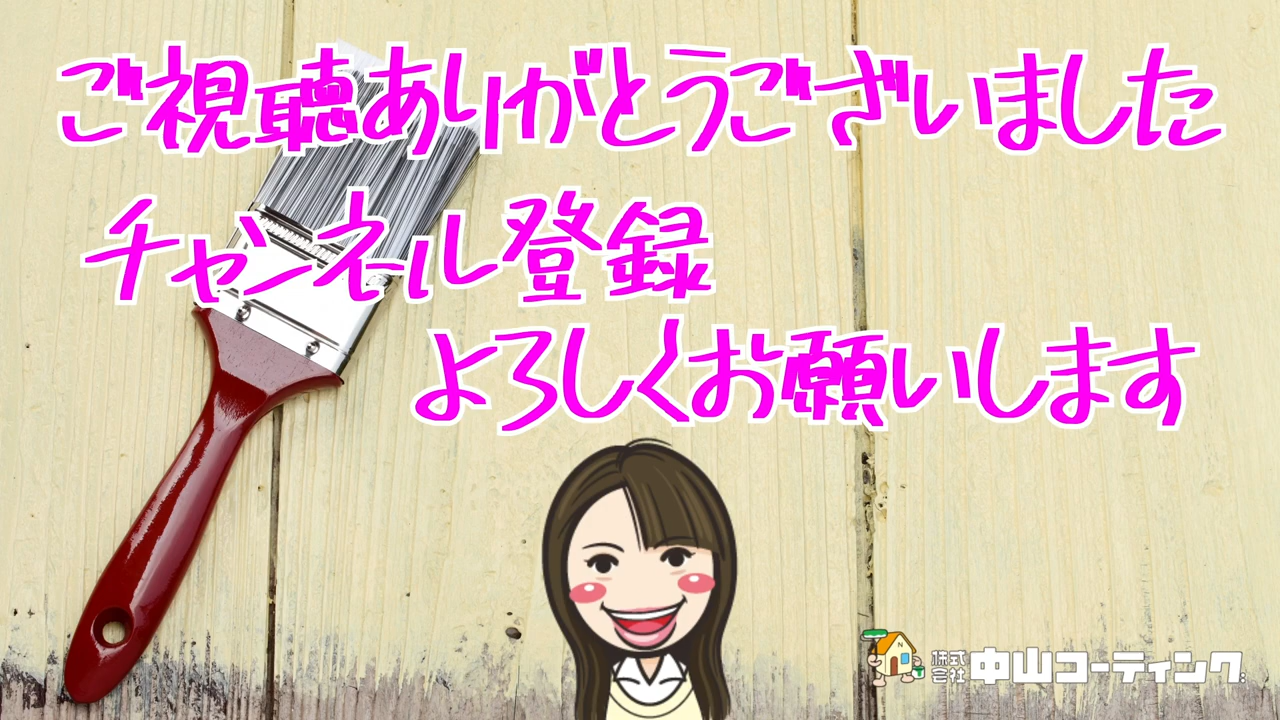 ご視聴ありがとうございました
チャンネル登録
よろしくお願いします
株式会社 中山コーティング
N